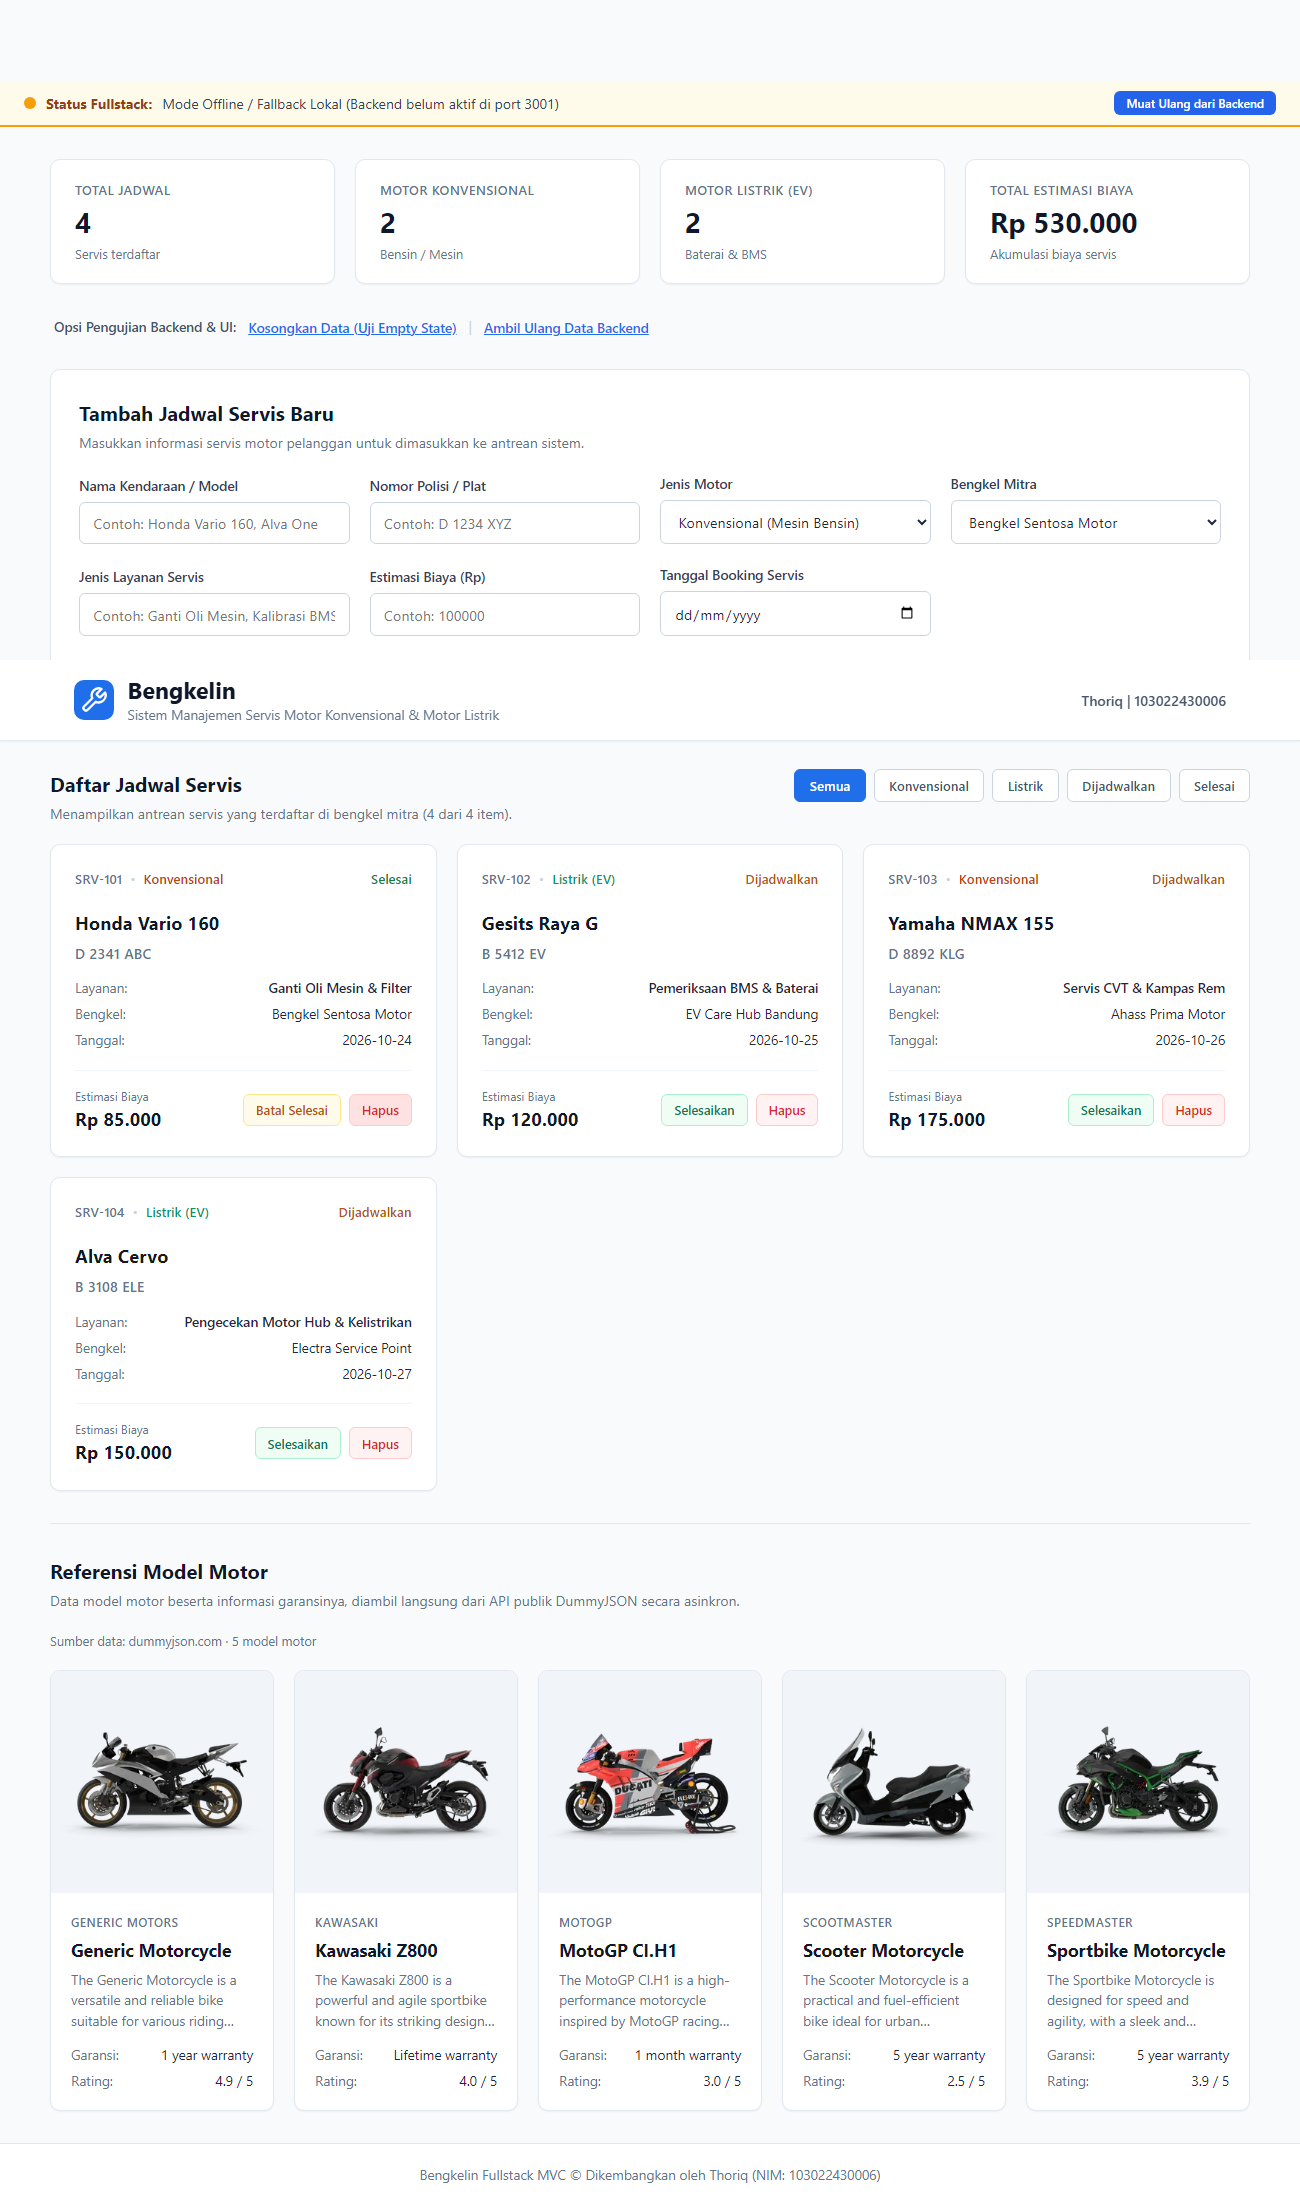 Status Fullstack: Mode Offline / Fallback Lokal (Backend belum aktif di port 3001)
Muat Ulang dari Backend
TOTAL JADWAL
4
Servis terdaftar
MOTOR KONVENSIONAL
2
Bensin / Mesin
MOTOR LISTRIK (EV)
2
Baterai & BMS
TOTAL ESTIMASI BIAYA
Rp 530.000
Akumulasi biaya servis
Opsi Pengujian Backend & UI: Kosongkan Data (Uji Empty State) | Ambil Ulang Data Backend
Tambah Jadwal Servis Baru
Masukkan informasi servis motor pelanggan untuk dimasukkan ke antrean sistem.
Nama Kendaraan / Model
Contoh: Honda Vario 160, Alva One
Nomor Polisi / Plat
Contoh: D 1234 XYZ
Jenis Motor
Konvensional (Mesin Bensin)
Bengkel Mitra
Bengkel Sentosa Motor
Jenis Layanan Servis
Contoh: Ganti Oli Mesin, Kalibrasi BMS
Estimasi Biaya (Rp)
Contoh: 100000
Tanggal Booking Servis
dd/mm/yyyy
Bengkelin
Sistem Manajemen Servis Motor Konvensional & Motor Listrik
Thoriq | 103022430006
Daftar Jadwal Servis
Menampilkan antrean servis yang terdaftar di bengkel mitra (4 dari 4 item).
Semua
Konvensional
Listrik
Dijadwalkan
Selesai
SRV-101 • Konvensional
Selesai
Honda Vario 160
D 2341 ABC
Layanan: Ganti Oli Mesin & Filter
Bengkel: Bengkel Sentosa Motor
Tanggal: 2026-10-24
Estimasi Biaya
Rp 85.000
Batal Selesai
Hapus
SRV-102 • Listrik (EV)
Dijadwalkan
Gesits Raya G
B 5412 EV
Layanan: Pemeriksaan BMS & Baterai
Bengkel: EV Care Hub Bandung
Tanggal: 2026-10-25
Estimasi Biaya
Rp 120.000
Selesaikan
Hapus
SRV-103 • Konvensional
Dijadwalkan
Yamaha NMAX 155
D 8892 KLG
Layanan: Servis CVT & Kampas Rem
Bengkel: Ahass Prima Motor
Tanggal: 2026-10-26
Estimasi Biaya
Rp 175.000
Selesaikan
Hapus
SRV-104 • Listrik (EV)
Dijadwalkan
Alva Cervo
B 3108 ELE
Layanan: Pengecekan Motor Hub & Kelistrikan
Bengkel: Electra Service Point
Tanggal: 2026-10-27
Estimasi Biaya
Rp 150.000
Selesaikan
Hapus
Referensi Model Motor
Data model motor beserta informasi garansinya, diambil langsung dari API publik DummyJSON secara asinkron.
Sumber data: dummyjson.com · 5 model motor
DUCATI
GENERIC MOTORS
Generic Motorcycle
The Generic Motorcycle is a
versatile and reliable bike
suitable for various riding...
Garansi: 1 year warranty
Rating: 4.9 / 5
KAWASAKI
Kawasaki Z800
The Kawasaki Z800 is a
powerful and agile sportbike
known for its striking design...
Garansi: Lifetime warranty
Rating: 4.0 / 5
MOTOGP
MotoGP CI.H1
The MotoGP CI.H1 is a high-
performance motorcycle
inspired by MotoGP racing...
Garansi: 1 month warranty
Rating: 3.0 / 5
SCOOTMASTER
Scooter Motorcycle
The Scooter Motorcycle is a
practical and fuel-efficient
bike ideal for urban...
Garansi: 5 year warranty
Rating: 2.5 / 5
SPEEDMASTER
Sportbike Motorcycle
The Sportbike Motorcycle is
designed for speed and
agility, with a sleek and...
Garansi: 5 year warranty
Rating: 3.9 / 5
Bengkelin Fullstack MVC © Dikembangkan oleh Thoriq (NIM: 103022430006)